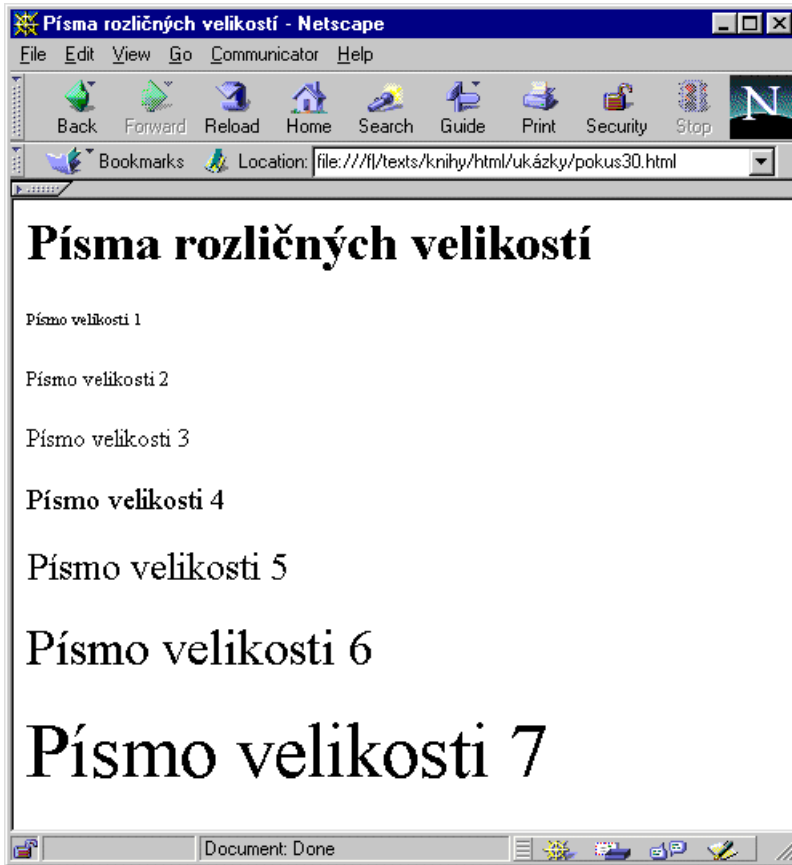 Písma rozličných velikostí - Netscape
File Edit View Go Communicator Help
Back Forward Reload Home Search Guide Print Security Stop N
Bookmarks Location: file:///f|/texts/knihy/html/ukázky/pokus30.html
Písma rozličných velikostí
Písmo velikosti 1
Písmo velikosti 2
Písmo velikosti 3
Písmo velikosti 4
Písmo velikosti 5
Písmo velikosti 6
Písmo velikosti 7
Document: Done